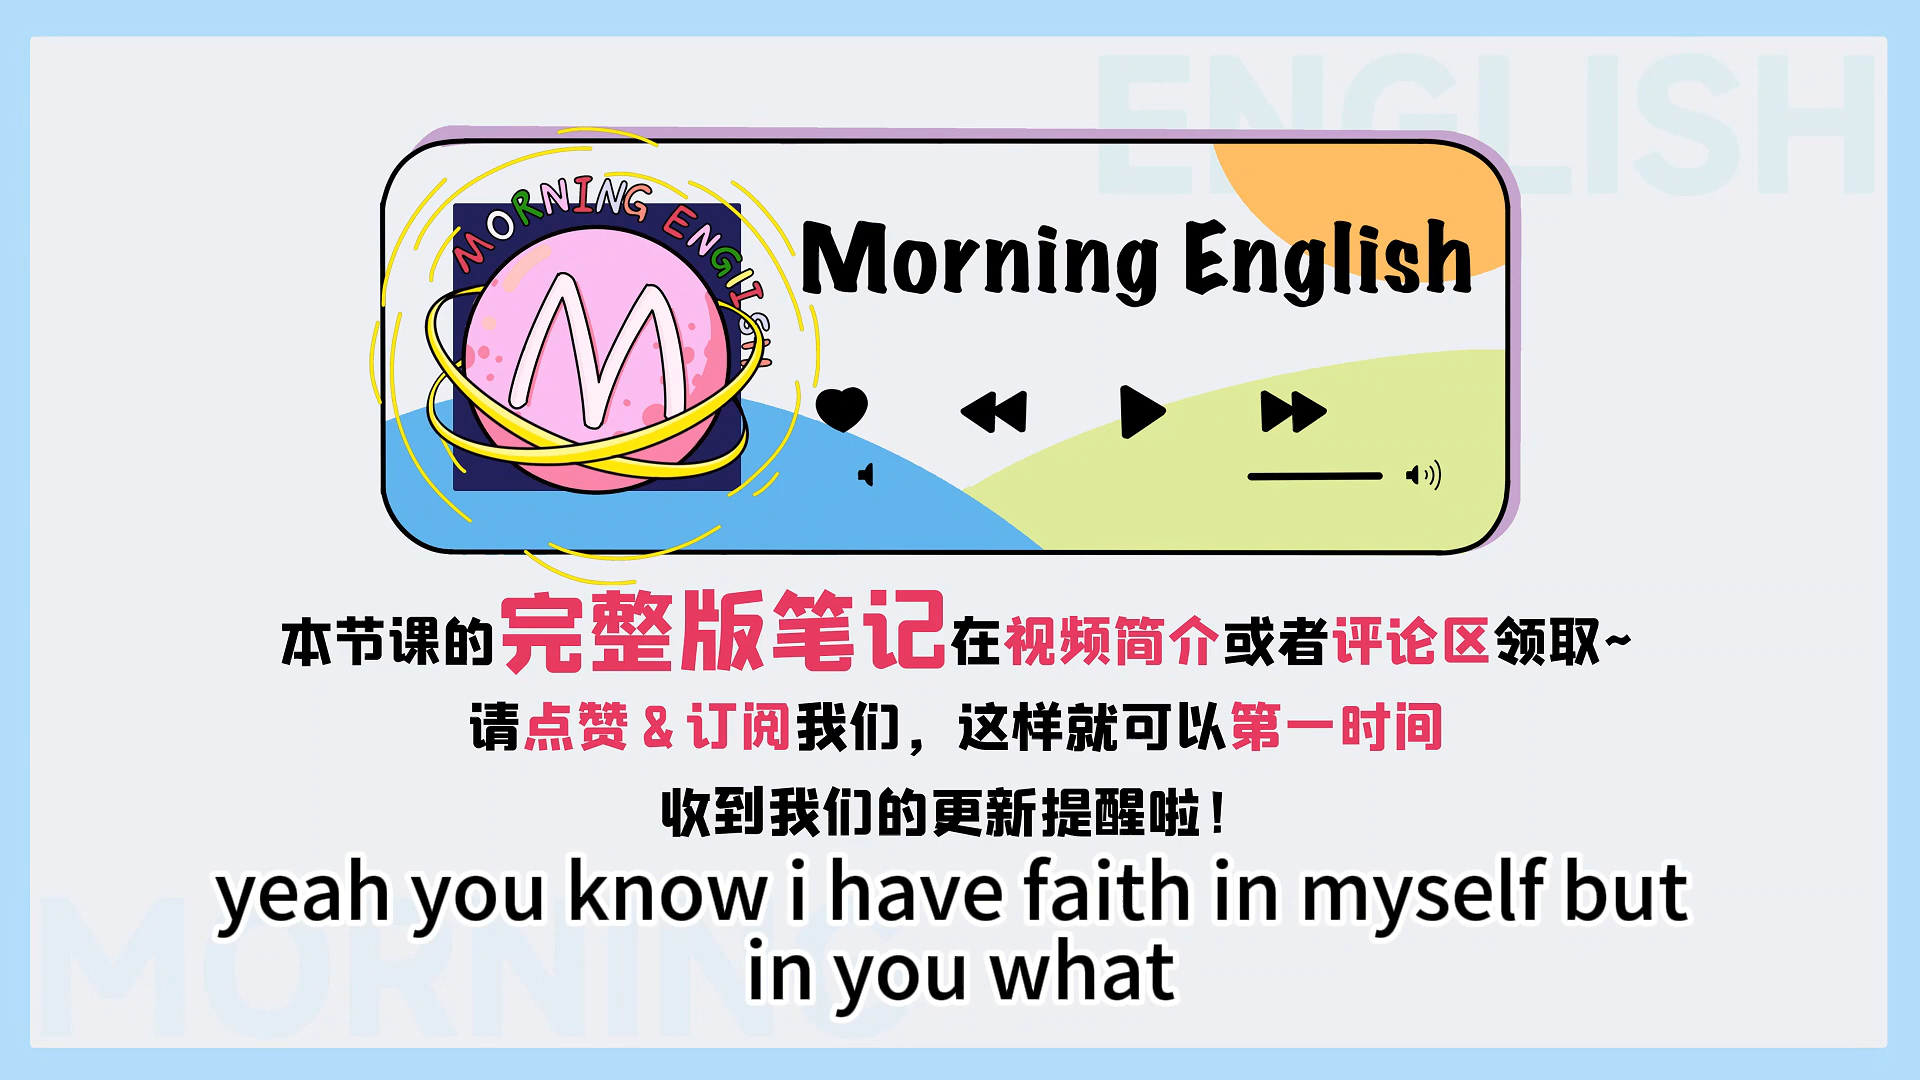 ENGLISH
MORNING ENGLISH
M
Morning English
本节课的完整版笔记在视频简介或者评论区领取~
请点赞&订阅我们，这样就可以第一时间
收到我们的更新提醒啦！
yeah you know i have faith in myself but
in you what
MORNING